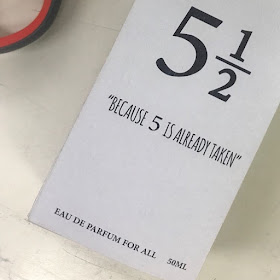 5 1/2
"BECAUSE 5 IS ALREADY TAKEN"
EAU DE PARFUM FOR ALL 50ML